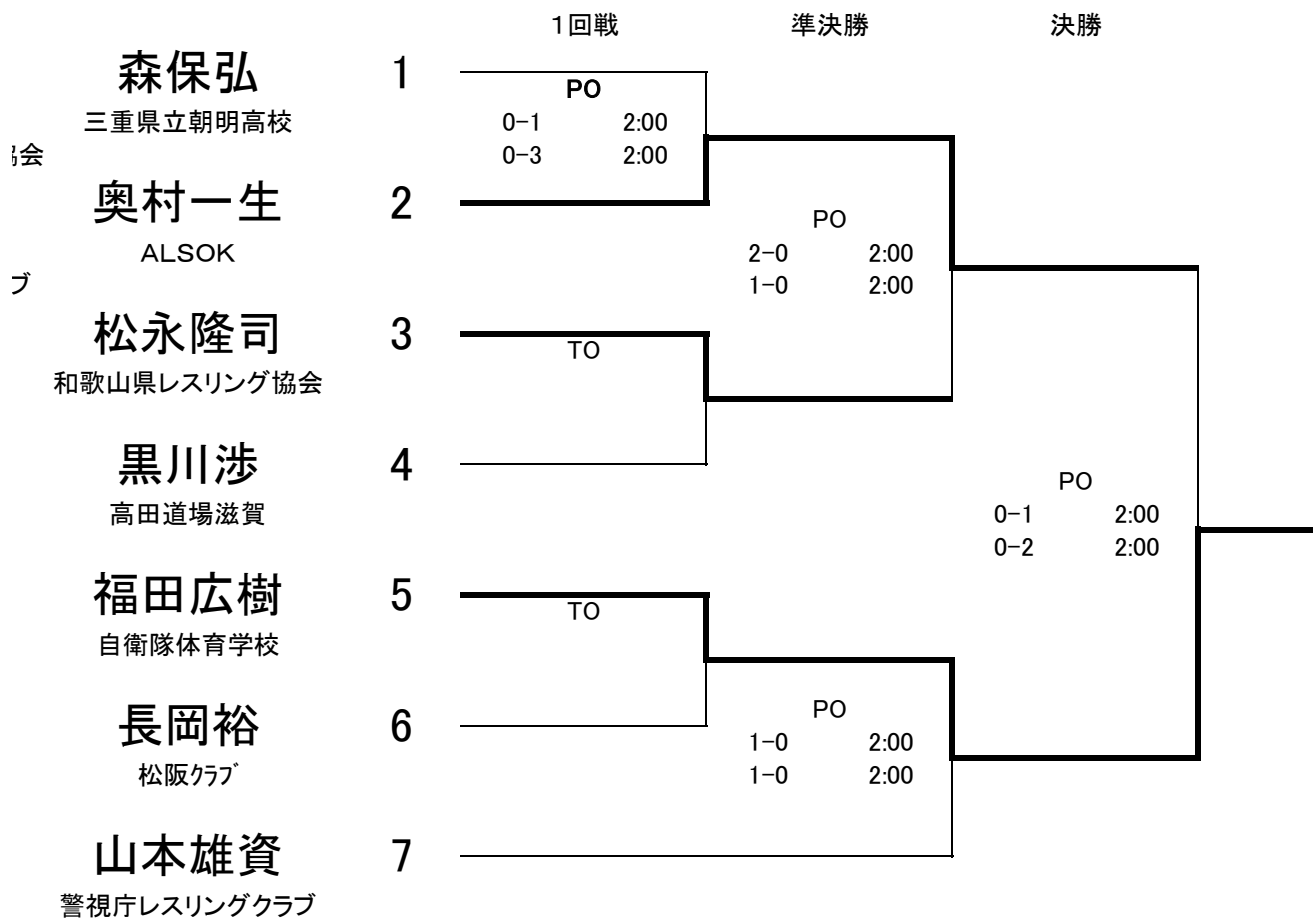 1回戦 準決勝 決勝
森保弘 1
三重県立朝明高校
PO
0-1 2:00
0-3 2:00
協会
奥村一生 2
ALSOK
PO
2-0 2:00
1-0 2:00
ブ
松永隆司 3
和歌山県レスリング協会
TO
黒川渉 4
高田道場滋賀
PO
0-1 2:00
0-2 2:00
福田広樹 5
自衛隊体育学校
TO
長岡裕 6
松阪ｸﾗﾌﾞ
PO
1-0 2:00
1-0 2:00
山本雄資 7
警視庁レスリングクラブ